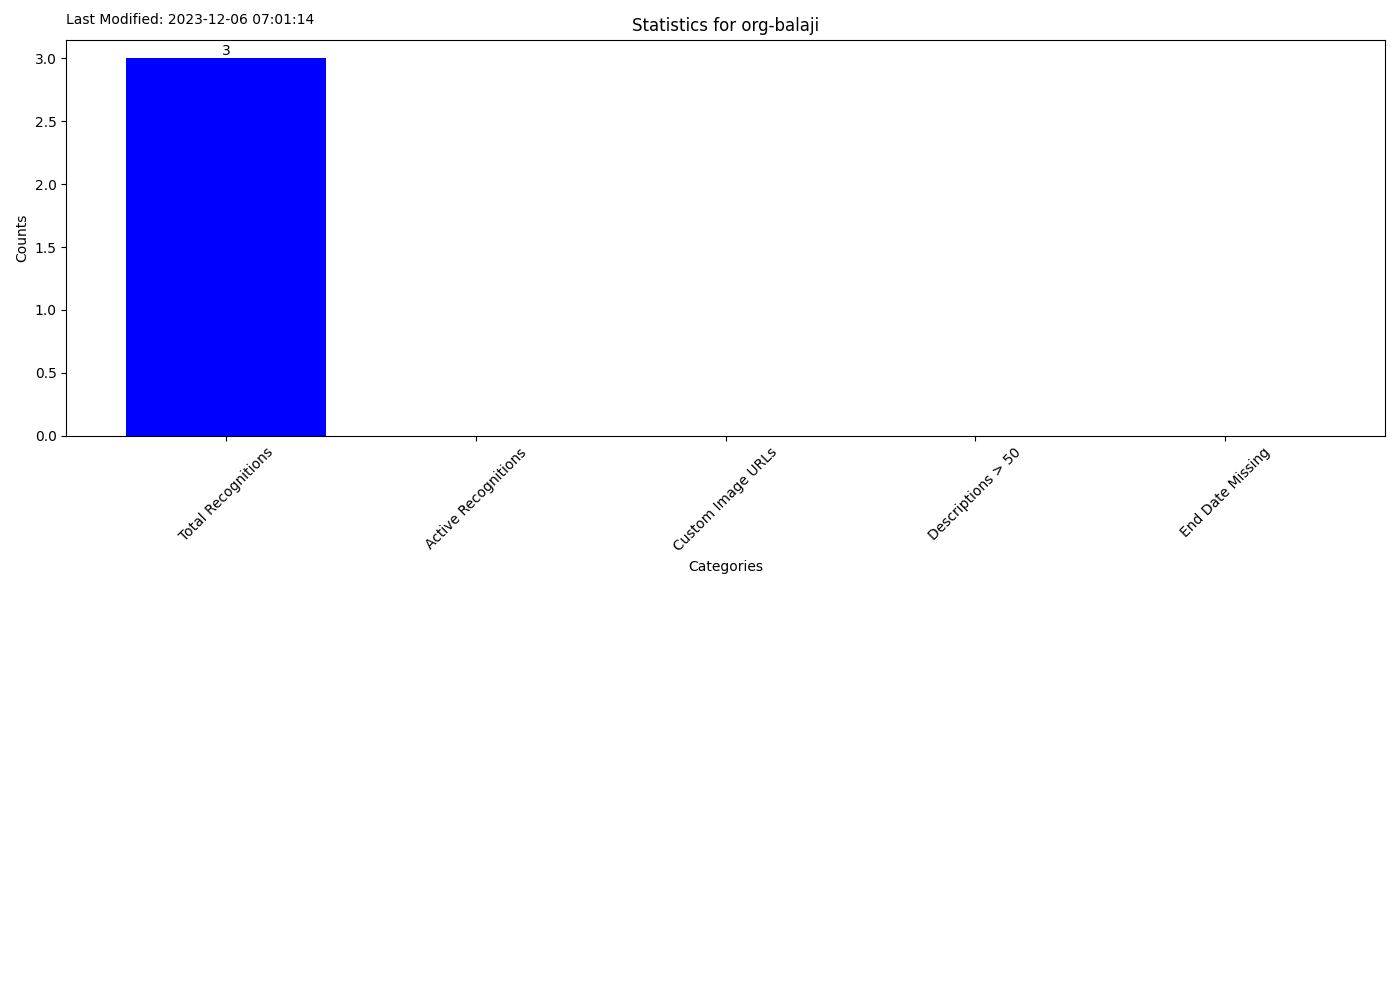 Last Modified: 2023-12-06 07:01:14
Statistics for org-balaji
3
3.0
2.5
2.0
1.5
1.0
0.5
0.0
Counts
Total Recognitions
Active Recognitions
Custom Image URLs
Descriptions > 50
End Date Missing
Categories